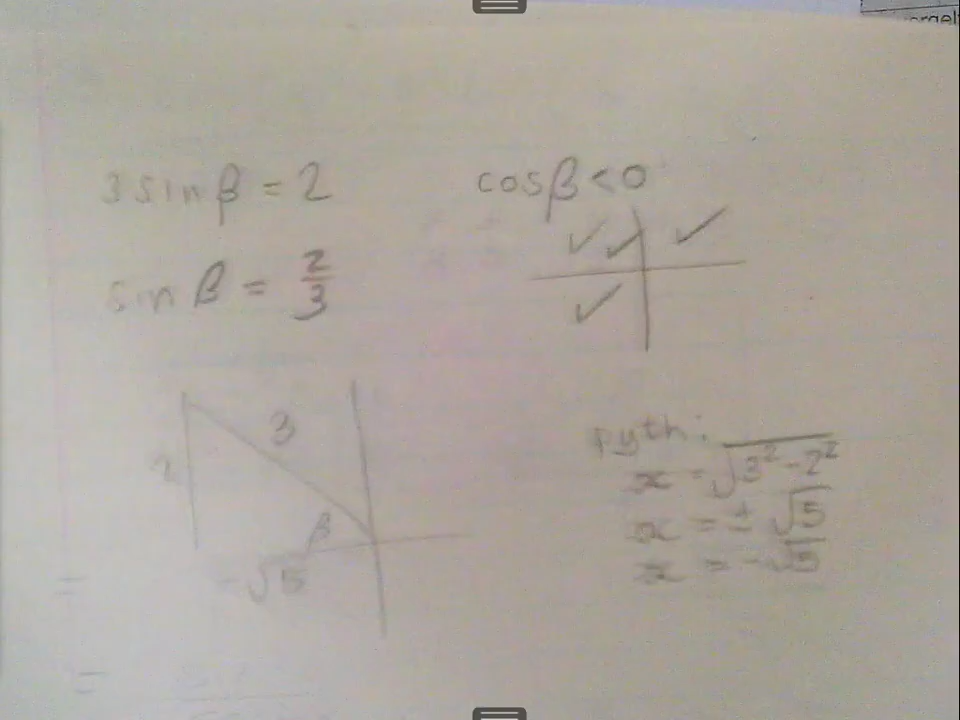 3 sin β = 2
cos β < 0
sin β = 2/3
3
2
β
-√5
pyth:
x = √3² - 2²
x = ± √5
x = -√5
=
=